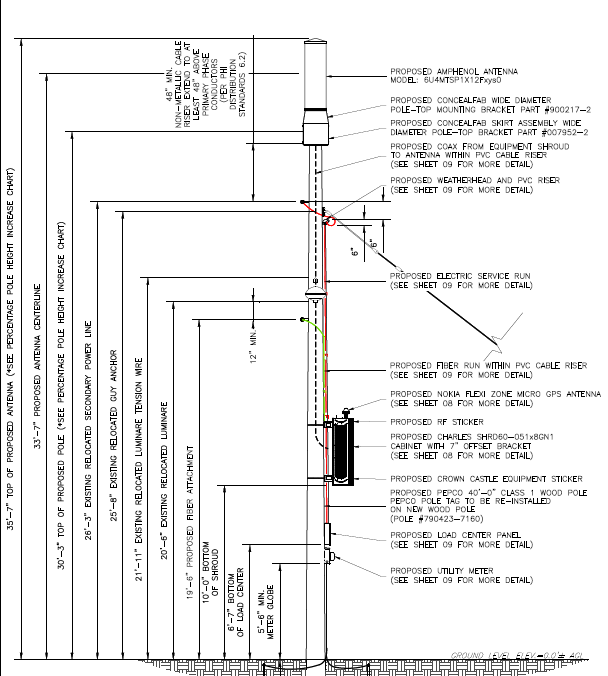 35'-7" TOP OF PROPOSED ANTENNA (*SEE PERCENTAGE POLE HEIGHT INCREASE CHART)
33'-7" PROPOSED ANTENNA CENTERLINE
30'-3" TOP OF PROPOSED POLE (*SEE PERCENTAGE POLE HEIGHT INCREASE CHART)
26'-3" EXISTING RELOCATED SECONDARY POWER LINE
25'-8" EXISTING RELOCATED GUY ANCHOR
21'-11" EXISTING RELOCATED LUMINARE TENSION WIRE
20'-6" EXISTING RELOCATED LUMINARE
19'-6" PROPOSED FIBER ATTACHMENT
10'-0" BOTTOM
OF SHROUD
6'-7" BOTTOM
OF LOAD CENTER
5'-6" MIN.
METER GLOBE
48" MIN.
NON-METALLIC CABLE
RISER EXTEND TO AT
LEAST 48" ABOVE
PRIMARY PHASE
CONDUCTORS
(PER PHI
DISTRIBUTION
STANDARDS 6.2)
12" MIN.
6"
6"
PROPOSED AMPHENOL ANTENNA
MODEL: 6U4MTSP1X12Fxys0
PROPOSED CONCEALFAB WIDE DIAMETER
POLE-TOP MOUNTING BRACKET PART #900217-2
PROPOSED CONCEALFAB SKIRT ASSEMBLY WIDE
DIAMETER POLE-TOP BRACKET PART #007952-2
PROPOSED COAX FROM EQUIPMENT SHROUD
TO ANTENNA WITHIN PVC CABLE RISER
(SEE SHEET 09 FOR MORE DETAIL)
PROPOSED WEATHERHEAD AND PVC RISER
(SEE SHEET 09 FOR MORE DETAIL)
PROPOSED ELECTRIC SERVICE RUN
(SEE SHEET 09 FOR MORE DETAIL)
PROPOSED FIBER RUN WITHIN PVC CABLE RISER
(SEE SHEET 09 FOR MORE DETAIL)
PROPOSED NOKIA FLEXI ZONE MICRO GPS ANTENNA
(SEE SHEET 08 FOR MORE DETAIL)
PROPOSED RF STICKER
PROPOSED CHARLES SHRD60-051x8GN1
CABINET WITH 7" OFFSET BRACKET
(SEE SHEET 08 FOR MORE DETAIL)
PROPOSED CROWN CASTLE EQUIPMENT STICKER
PROPOSED PEPCO 40'-0" CLASS 1 WOOD POLE
PEPCO POLE TAG TO BE RE-INSTALLED
ON NEW WOOD POLE
(POLE #790423-7160)
PROPOSED LOAD CENTER PANEL
(SEE SHEET 09 FOR MORE DETAIL)
PROPOSED UTILITY METER
(SEE SHEET 09 FOR MORE DETAIL)
GROUND LEVEL ELEV.=0.0'± AGL